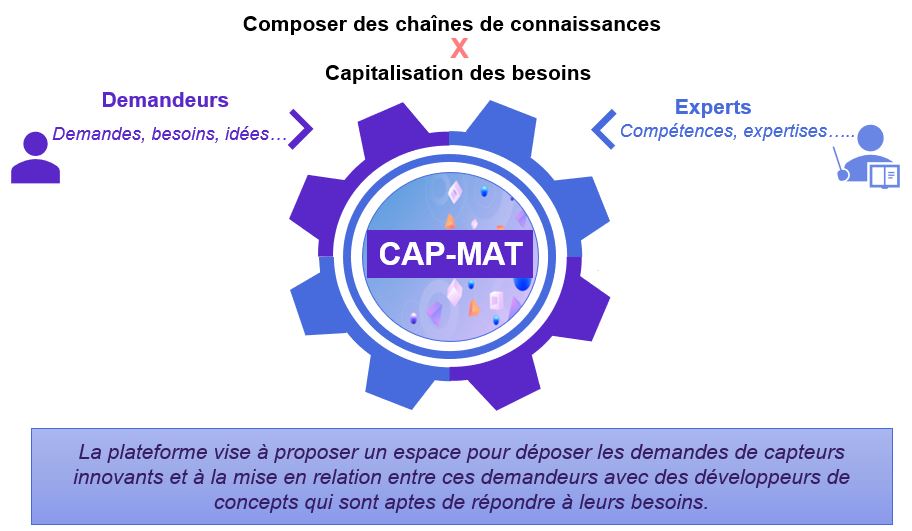 Composer des chaînes de connaissances
X
Capitalisation des besoins
Demandeurs
Demandes, besoins, idées…
Experts
Compétences, expertises…..
CAP-MAT
La plateforme vise à proposer un espace pour déposer les demandes de capteurs
innovants et à la mise en relation entre ces demandeurs avec des développeurs de
concepts qui sont aptes de répondre à leurs besoins.